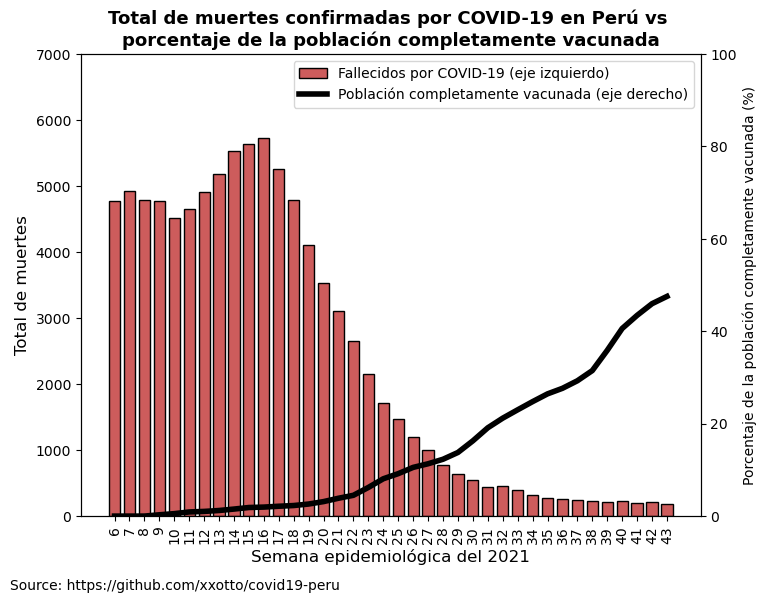 Total de muertes confirmadas por COVID-19 en Perú vs
porcentaje de la población completamente vacunada
Fallecidos por COVID-19 (eje izquierdo)
Población completamente vacunada (eje derecho)
Total de muertes
7000
6000
5000
4000
3000
2000
1000
0
100
80
60
40
20
0
Porcentaje de la población completamente vacunada (%)
6 7 8 9 10 11 12 13 14 15 16 17 18 19 20 21 22 23 24 25 26 27 28 29 30 31 32 33 34 35 36 37 38 39 40 41 42 43
Semana epidemiológica del 2021
Source: https://github.com/xxotto/covid19-peru